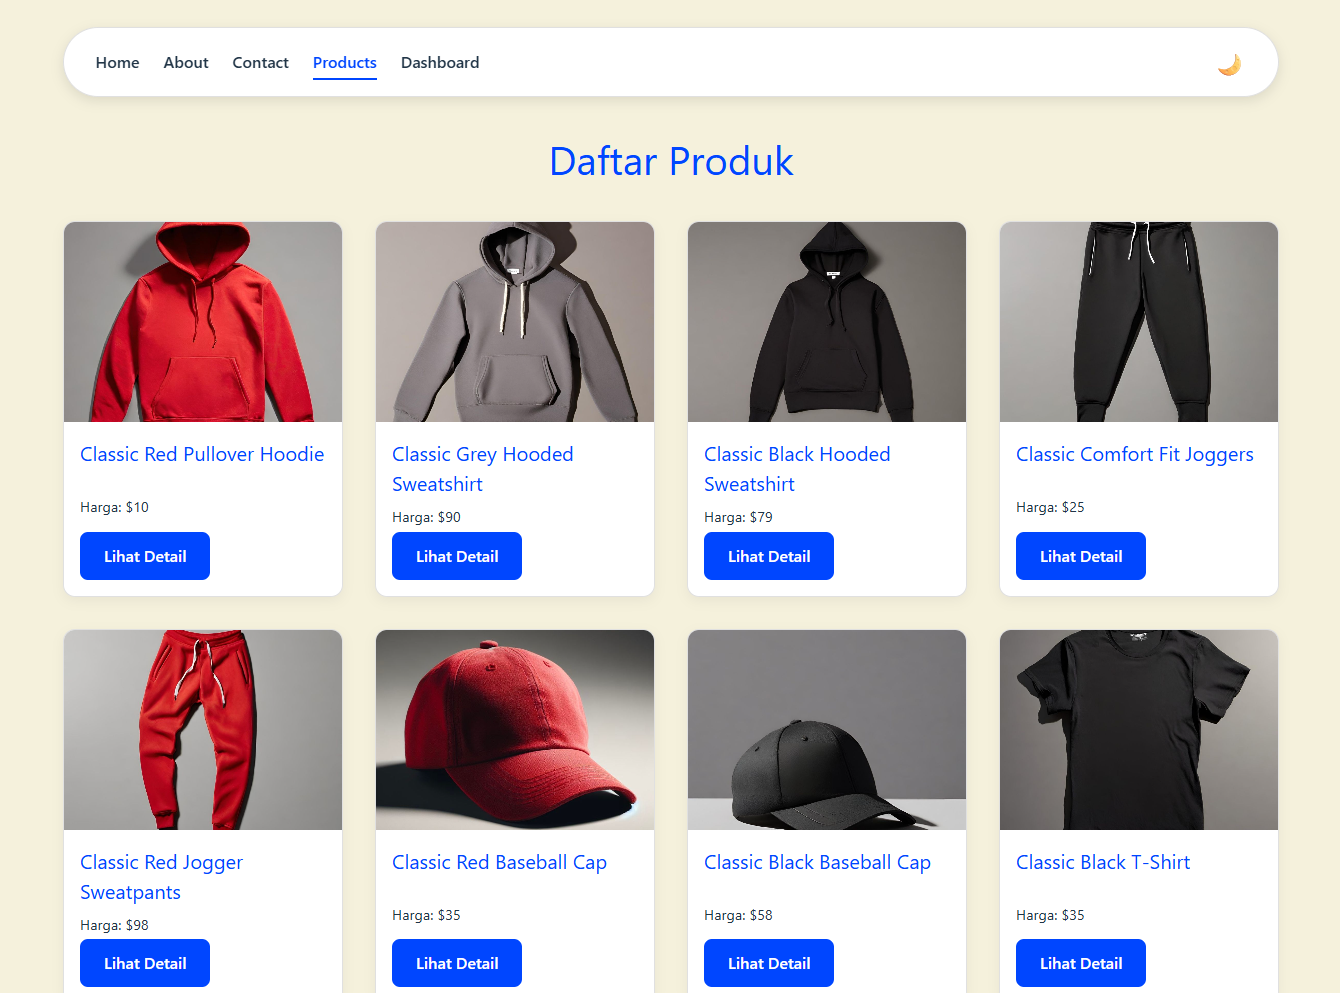 Home About Contact Products Dashboard
Daftar Produk
Classic Red Pullover Hoodie
Harga: $10
Lihat Detail
Classic Grey Hooded
Sweatshirt
Harga: $90
Lihat Detail
Classic Black Hooded
Sweatshirt
Harga: $79
Lihat Detail
Classic Comfort Fit Joggers
Harga: $25
Lihat Detail
Classic Red Jogger
Sweatpants
Harga: $98
Lihat Detail
Classic Red Baseball Cap
Harga: $35
Lihat Detail
Classic Black Baseball Cap
Harga: $58
Lihat Detail
Classic Black T-Shirt
Harga: $35
Lihat Detail